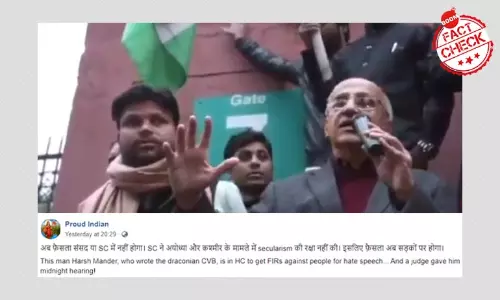 BOOM
FACT
CHECK
Gate
7
Proud Indian
Yesterday at 20:29
अब फ़ैसला संसद या SC में नहीं होगा। SC ने अयोध्या और कश्मीर के मामले में secularism की रक्षा नहीं की। इसलिए फ़ैसला अब सड़कों पर होगा।
This man Harsh Mander, who wrote the draconian CVB, is in HC to get FIRs against people for hate speech... And a judge gave him
midnight hearing!